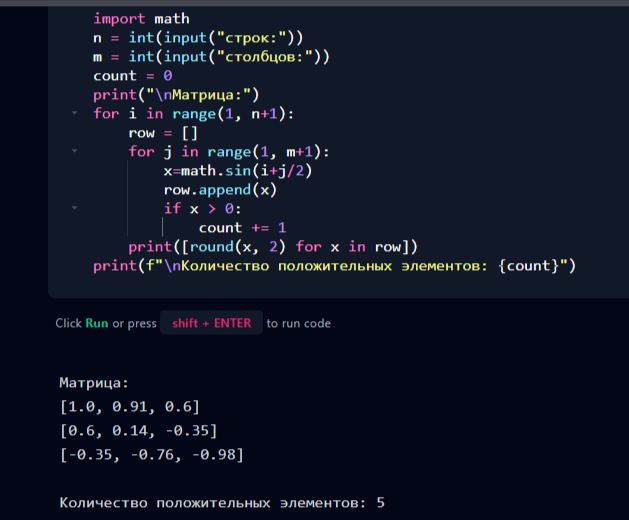 import math
n = int(input("строк:"))
m = int(input("столбцов:"))
count = 0
print("\nМатрица:")
for i in range(1, n+1):
    row = []
    for j in range(1, m+1):
        x=math.sin(i+j/2)
        row.append(x)
        if x > 0:
            count += 1
    print([round(x, 2) for x in row])
print(f"\nКоличество положительных элементов: {count}")
Click Run or press shift + ENTER to run code
Матрица:
[1.0, 0.91, 0.6]
[0.6, 0.14, -0.35]
[-0.35, -0.76, -0.98]
Количество положительных элементов: 5